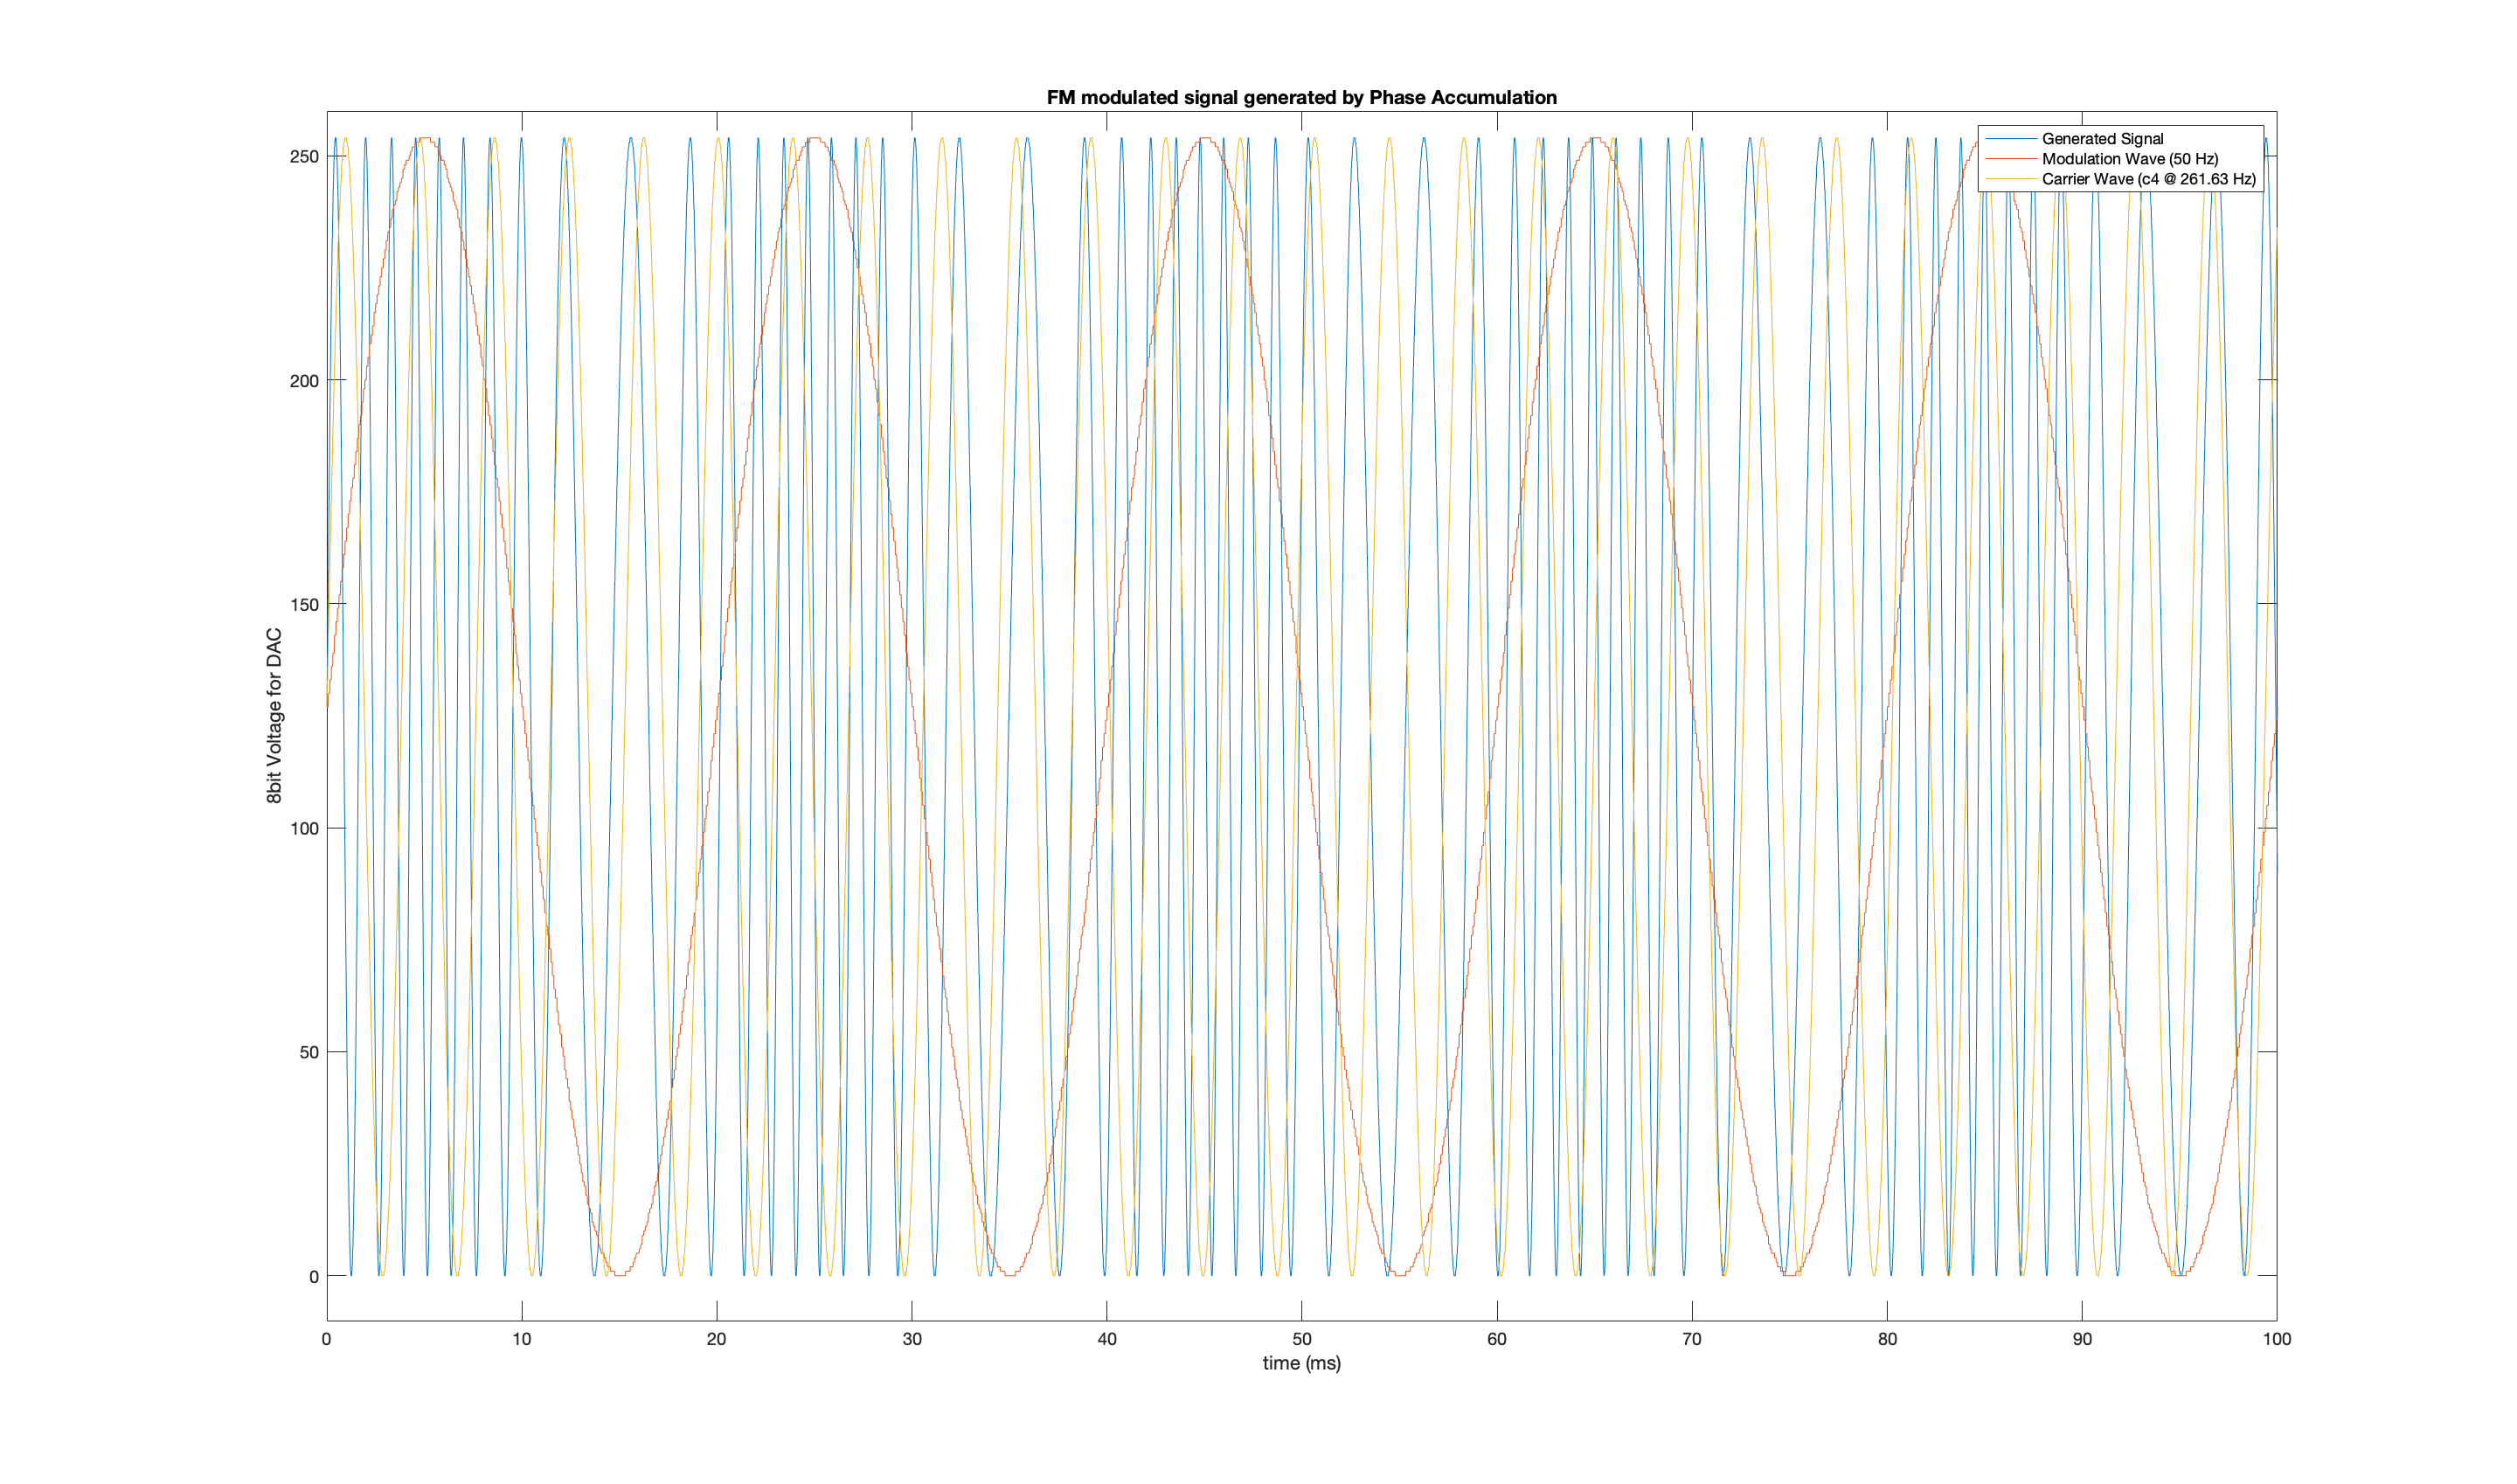 FM modulated signal generated by Phase Accumulation
Generated Signal
Modulation Wave (50 Hz)
Carrier Wave (c4 @ 261.63 Hz)
8bit Voltage for DAC
250
200
150
100
50
0
0 10 20 30 40 50 60 70 80 90 100
time (ms)